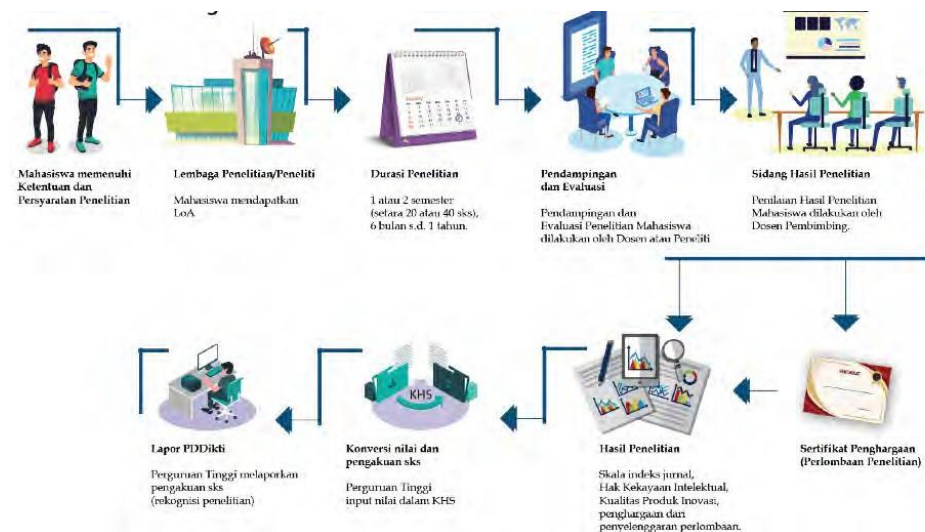 Mahasiswa memenuhi
Ketentuan dan
Persyaratan Penelitian
Lembaga Penelitian/Peneliti
Mahasiswa mendapatkan
LoA
Durasi Penelitian
1 atau 2 semester
(setara 20 atau 40 sks),
6 bulan s.d. 1 tahun.
Pendampingan
dan Evaluasi
Pendampingan dan
Evaluasi Penelitian Mahasiswa
dilakukan oleh Dosen atau Peneliti
Sidang Hasil Penelitian
Penilaian Hasil Penelitian
Mahasiswa dilakukan oleh
Dosen Pembimbing.
Lapor PDDikti
Perguruan Tinggi melaporkan
pengakuan sks
(rekognisi penelitian)
KHS
Konversi nilai dan
pengakuan sks
Perguruan Tinggi
input nilai dalam KHS
Hasil Penelitian
Skala indeks jurnal,
Hak Kekayaan Intelektual,
Kualitas Produk Inovasi,
penghargaan dari
penyelenggaran perlombaan.
Sertifikat Penghargaan
(Perlombaan Penelitian)